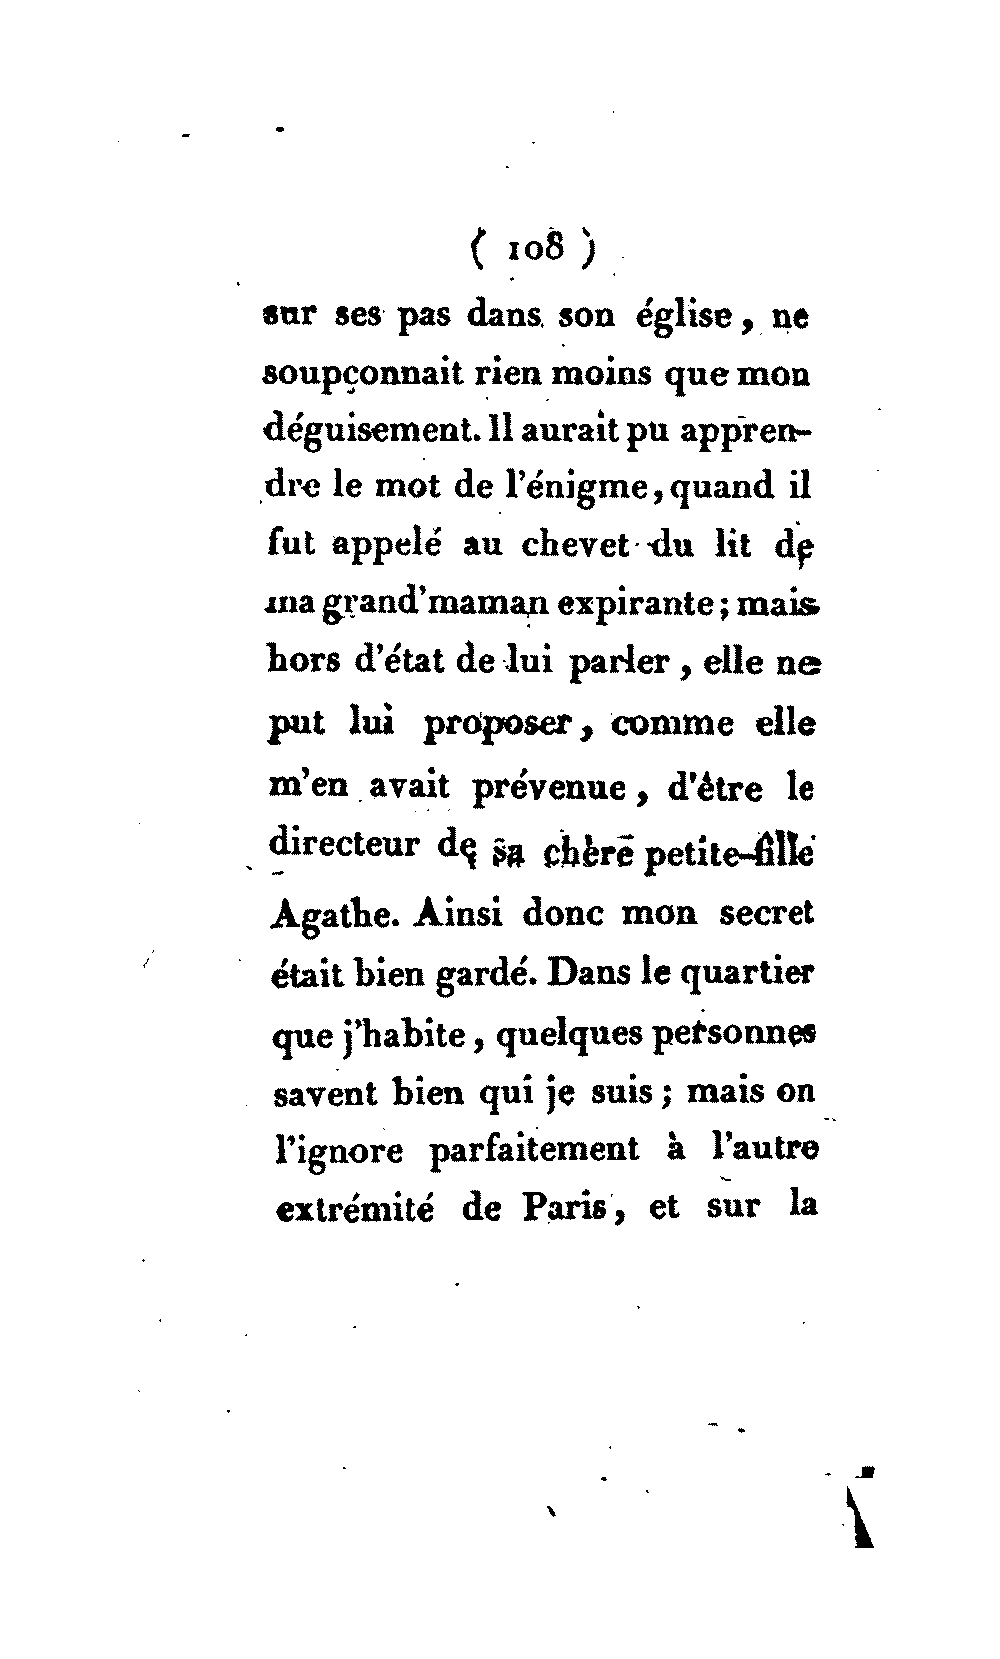 ( 108 )
sur ses pas dans son église, ne
soupçonnait rien moins que mon
déguisement. Il aurait pu appren-
dre le mot de l'énigme, quand il
fut appelé au chevet du lit de
ma grand'maman expirante; mais
hors d'état de lui parler, elle ne
put lui proposer, comme elle
m'en avait prévenue, d'être le
directeur de sa chère petite-fille
Agathe. Ainsi donc mon secret
était bien gardé. Dans le quartier
que j'habite, quelques personnes
savent bien qui je suis; mais on
l'ignore parfaitement à l'autre
extrémité de Paris, et sur la